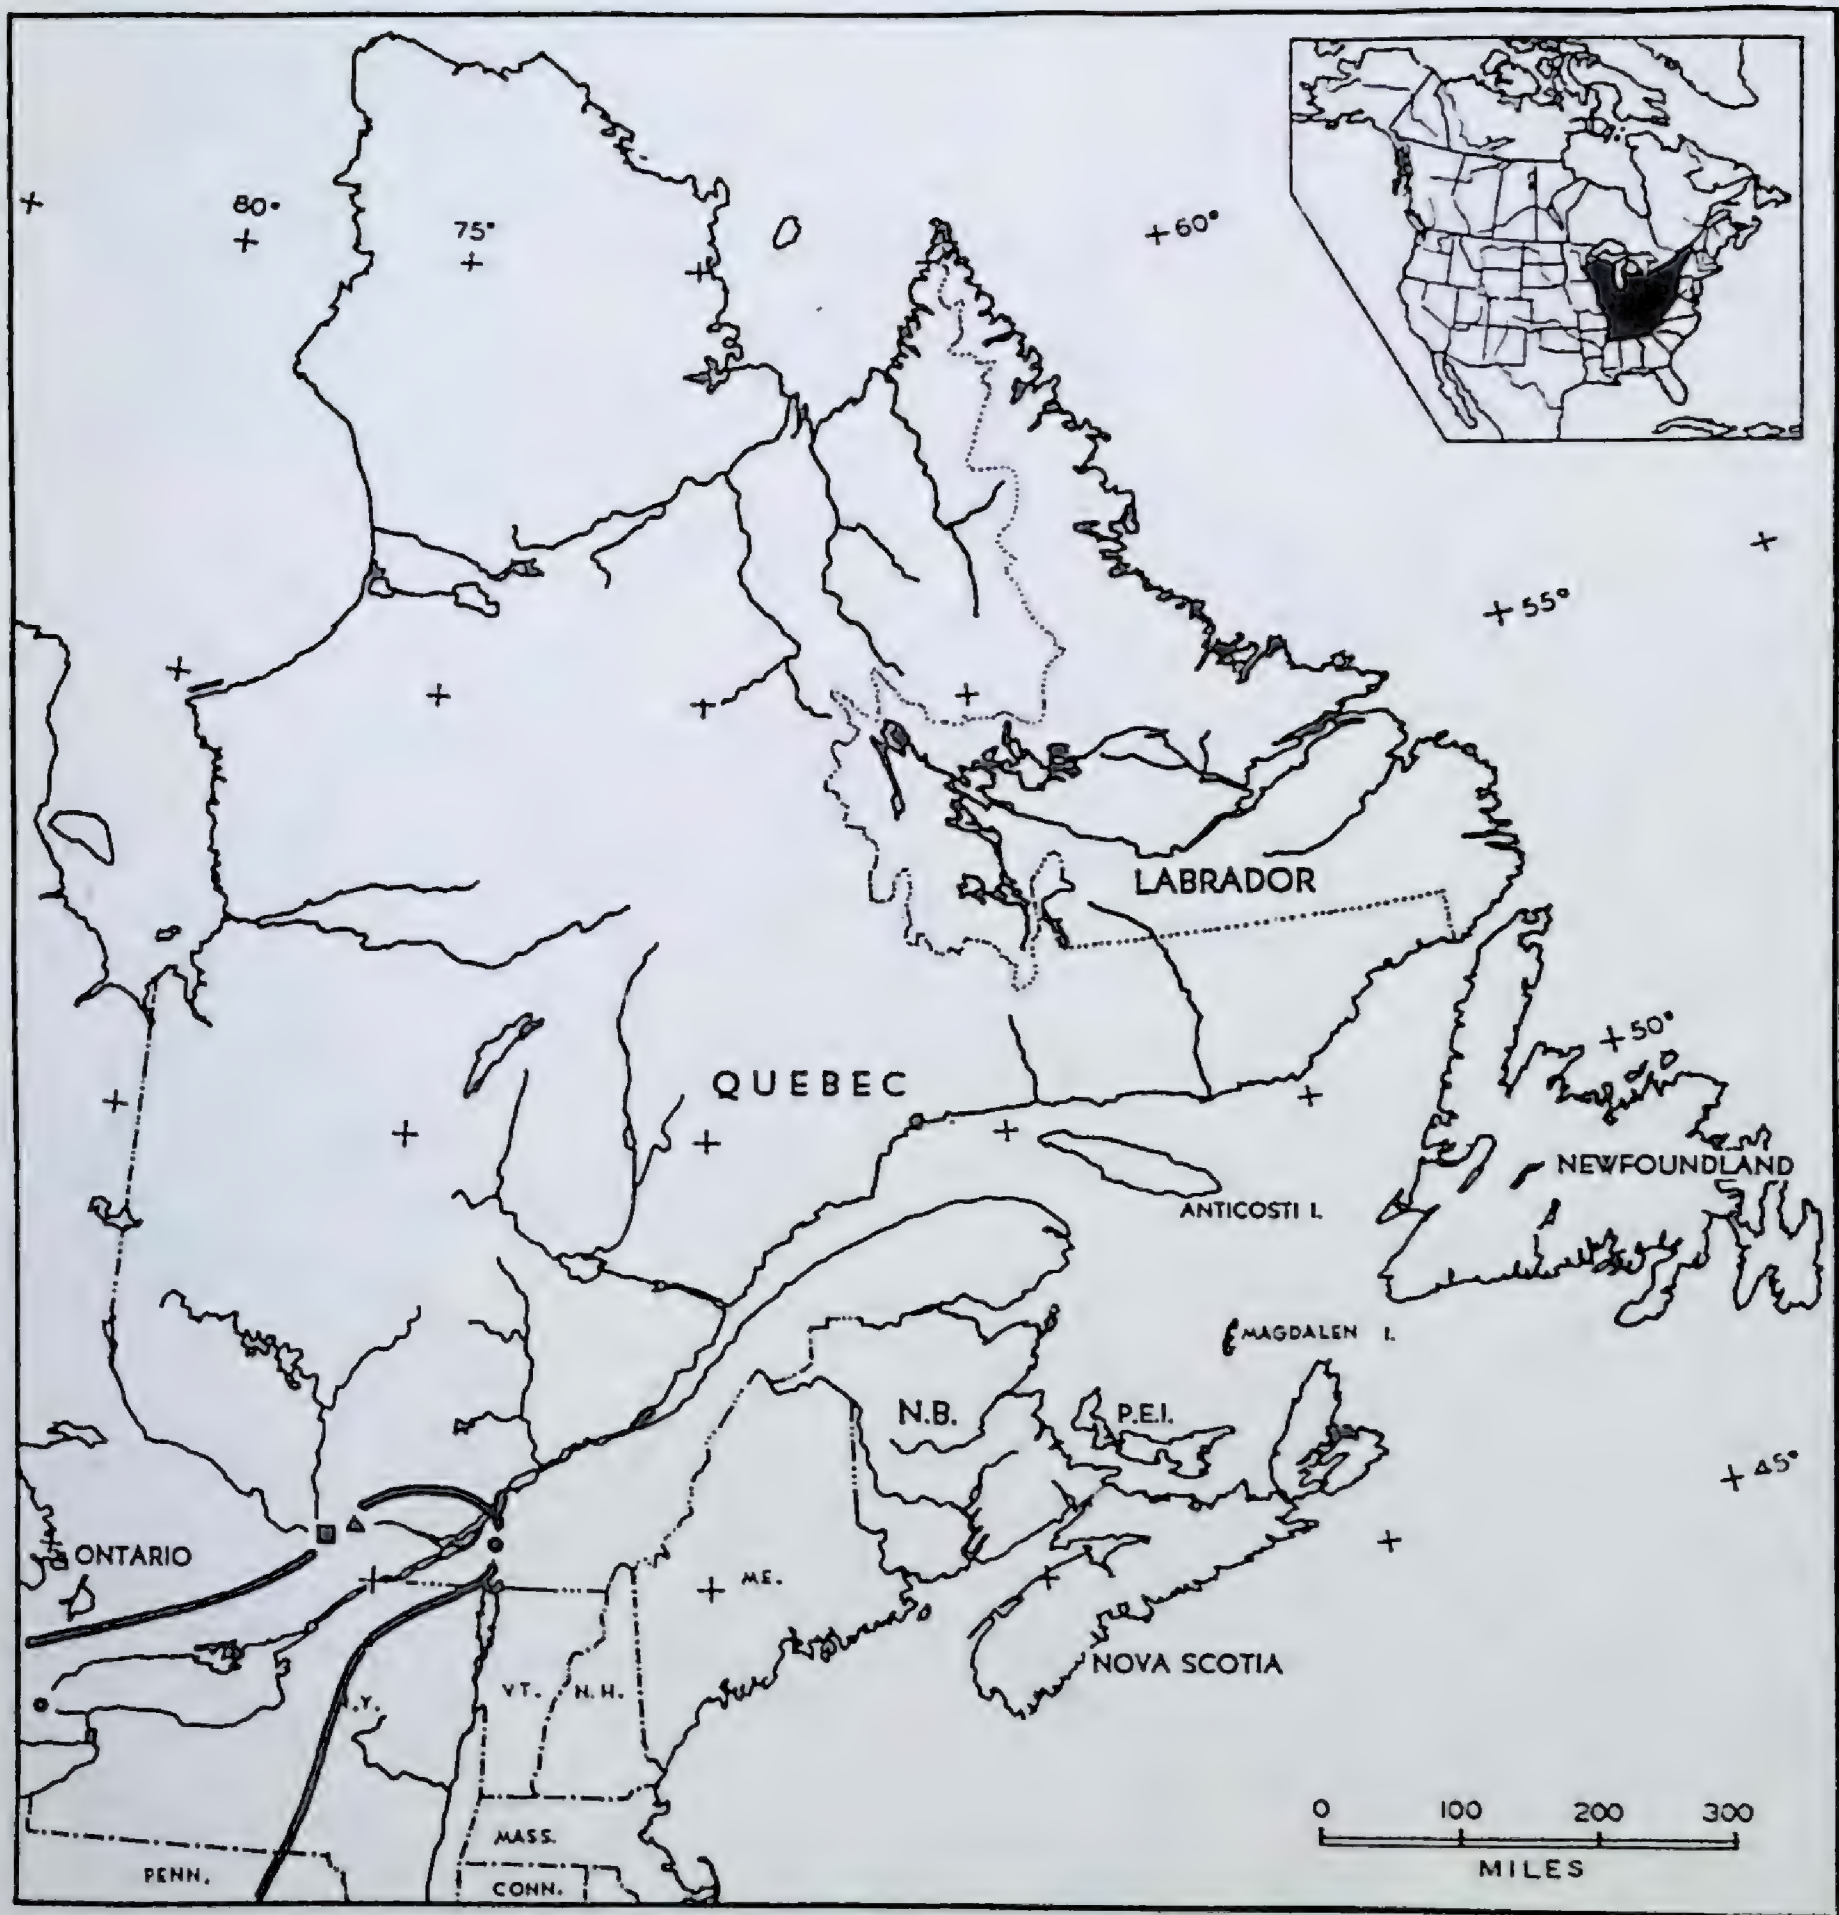 80°
75°
60°
55°
LABRADOR
50°
QUEBEC
NEWFOUNDLAND
ANTICOSTI I.
MAGDALEN I.
N.B.
P.E.I.
45°
ONTARIO
ME.
NOVA SCOTIA
VT.
N.H.
.Y.
0 100 200 300
MILES
MASS.
PENN.
CONN.